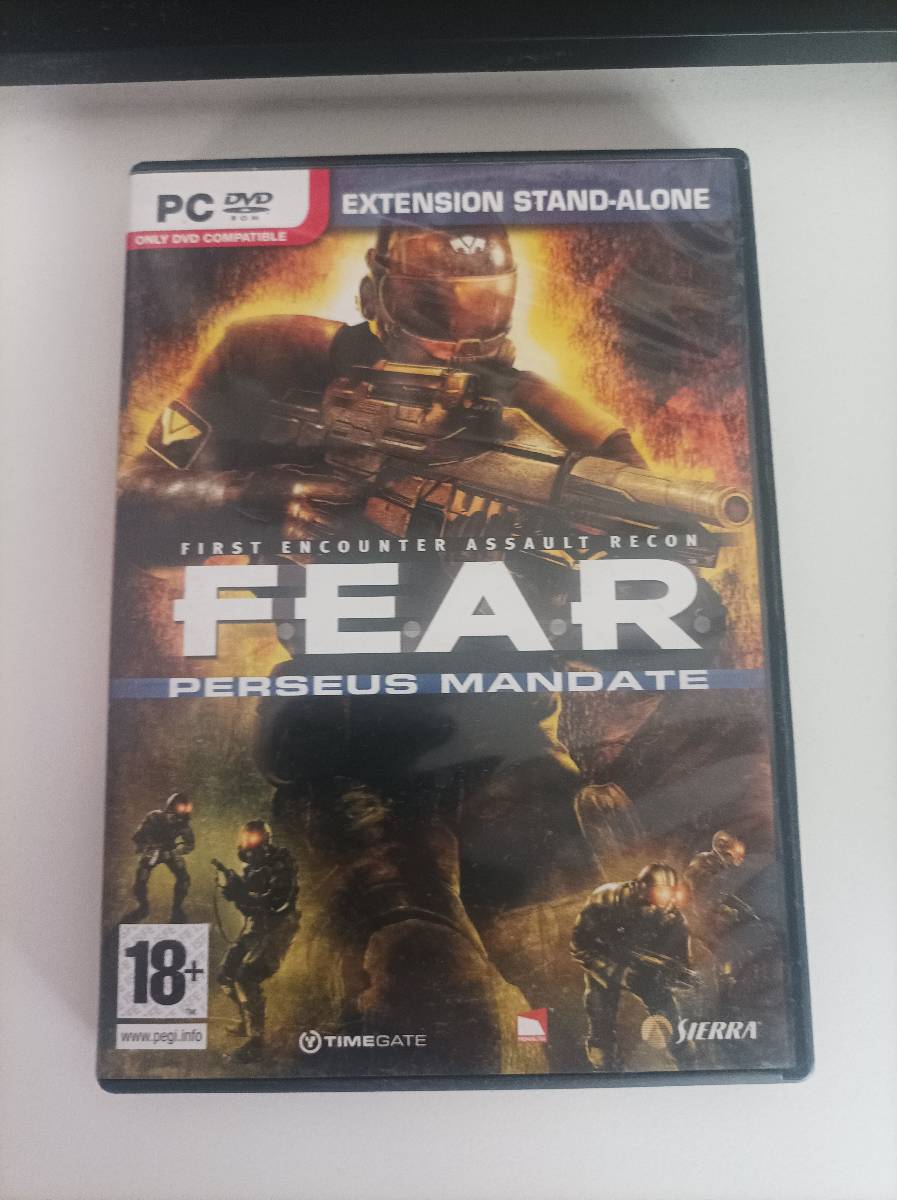 PC DVD
ROM
ONLY DVD COMPATIBLE
EXTENSION STAND-ALONE
FIRST ENCOUNTER ASSAULT RECON
F.E.A.R.
PERSEUS MANDATE
18+
™
www.pegi.info
TIMEGATE
SIERRA